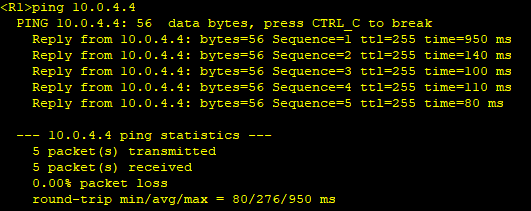 <R1>ping 10.0.4.4
PING 10.0.4.4: 56  data bytes, press CTRL_C to break
Reply from 10.0.4.4: bytes=56 Sequence=1 ttl=255 time=950 ms
Reply from 10.0.4.4: bytes=56 Sequence=2 ttl=255 time=140 ms
Reply from 10.0.4.4: bytes=56 Sequence=3 ttl=255 time=100 ms
Reply from 10.0.4.4: bytes=56 Sequence=4 ttl=255 time=110 ms
Reply from 10.0.4.4: bytes=56 Sequence=5 ttl=255 time=80 ms

--- 10.0.4.4 ping statistics ---
5 packet(s) transmitted
5 packet(s) received
0.00% packet loss
round-trip min/avg/max = 80/276/950 ms